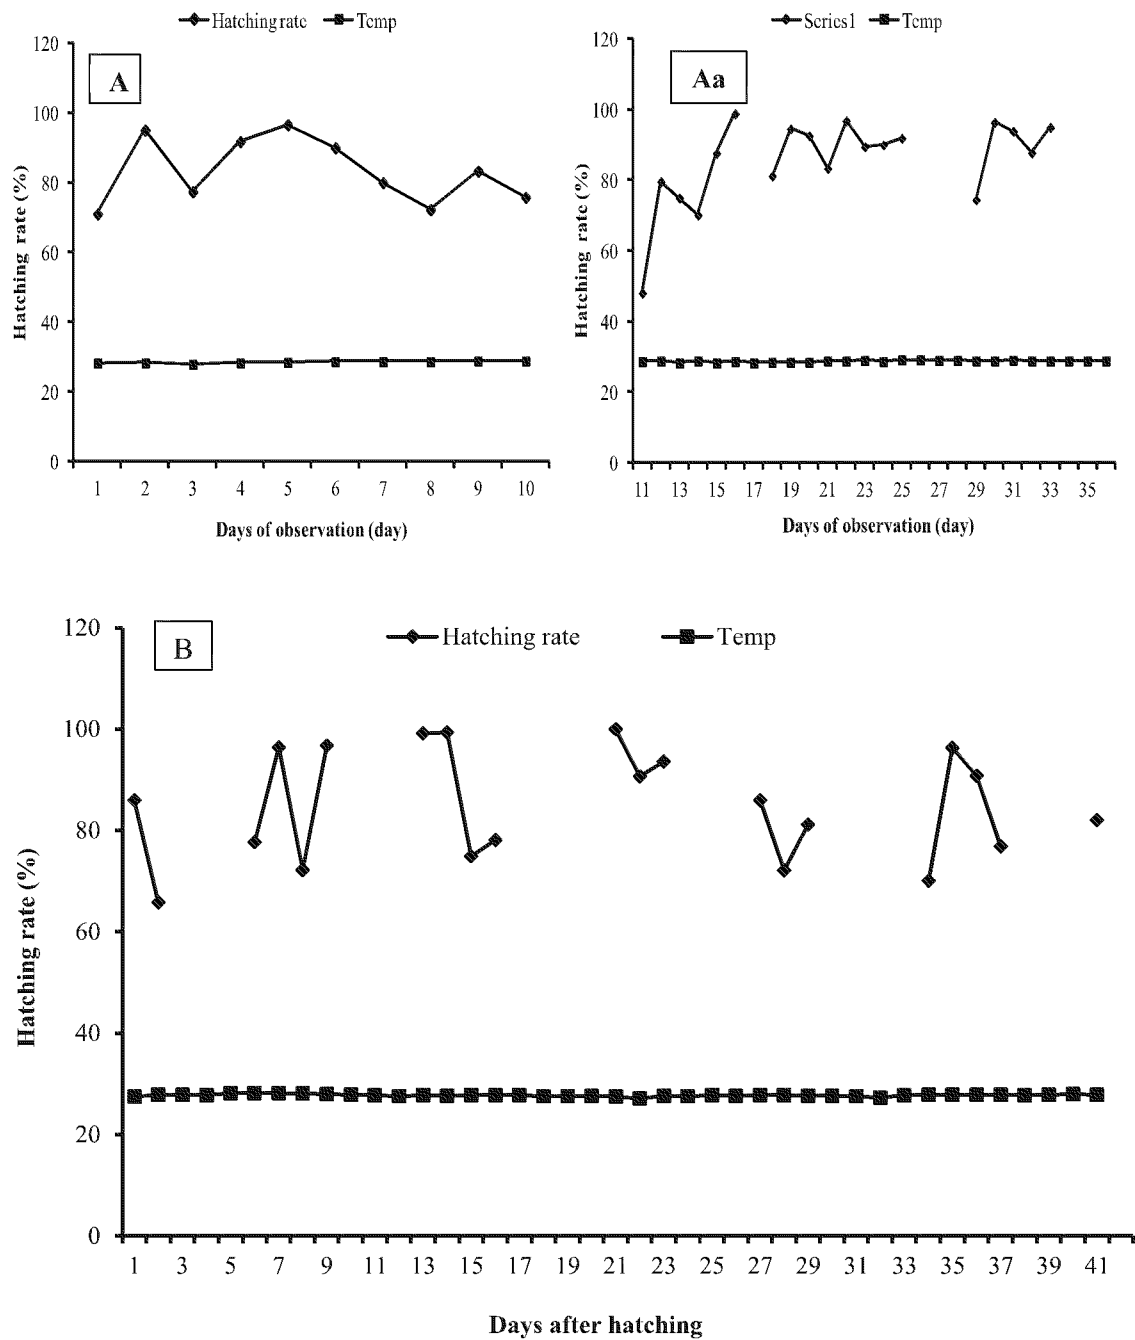 Hatching rate Temp
120
A
100
80
60
40
20
0
Hatching rate (%)
1 2 3 4 5 6 7 8 9 10
Days of observation (day)
Series1 Temp
120
Aa
100
80
60
40
20
0
Hatching rate (%)
11 13 15 17 19 21 23 25 27 29 31 33 35
Days of observation (day)
B
Hatching rate Temp
120
100
80
60
40
20
0
Hatching rate (%)
1 3 5 7 9 11 13 15 17 19 21 23 25 27 29 31 33 35 37 39 41
Days after hatching